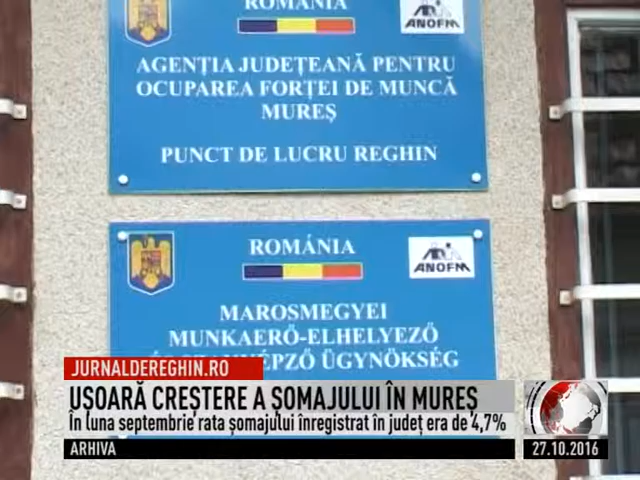 ROMÂNIA
ANOFM
AGENȚIA JUDEȚEANĂ PENTRU
OCUPAREA FORȚEI DE MUNCĂ
MUREȘ
PUNCT DE LUCRU REGHIN
ROMÁNIA
ANOFM
MAROSMEGYEI
MUNKAERŐ-ELHELYEZŐ
ÜGYNÖKSÉG
JURNALDEREGHIN.RO
UȘOARĂ CREȘTERE A ȘOMAJULUI ÎN MUREȘ
În luna septembrie rata șomajului înregistrat în județ era de 4,7%
ARHIVA
27.10.2016